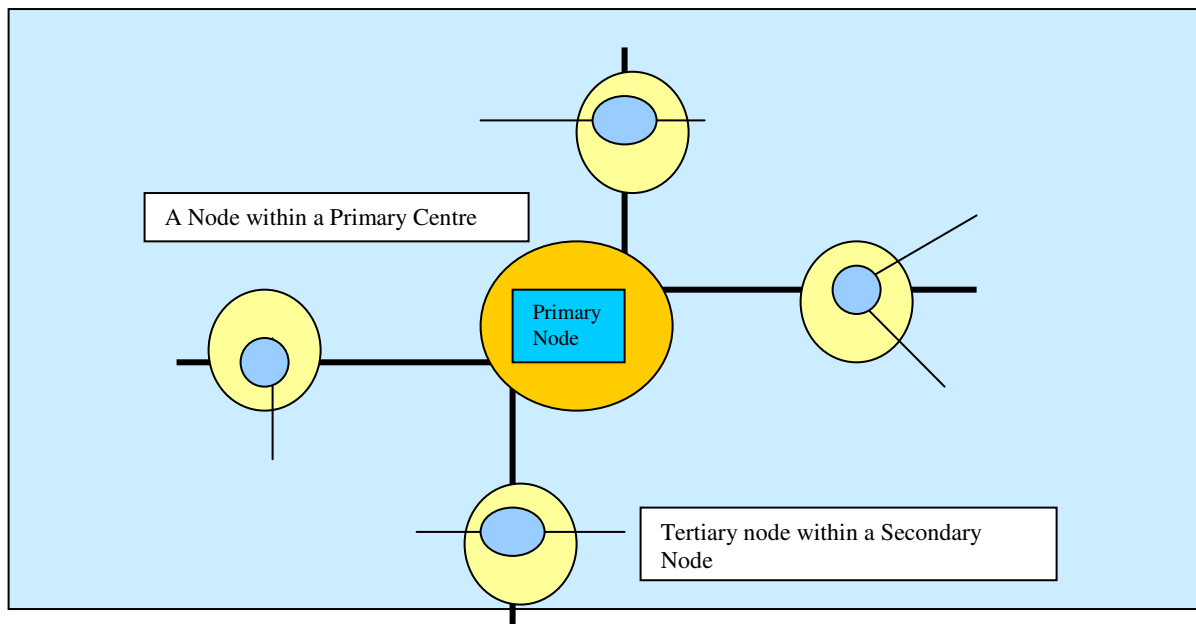 A Node within a Primary Centre
Primary
Node
Tertiary node within a Secondary
Node